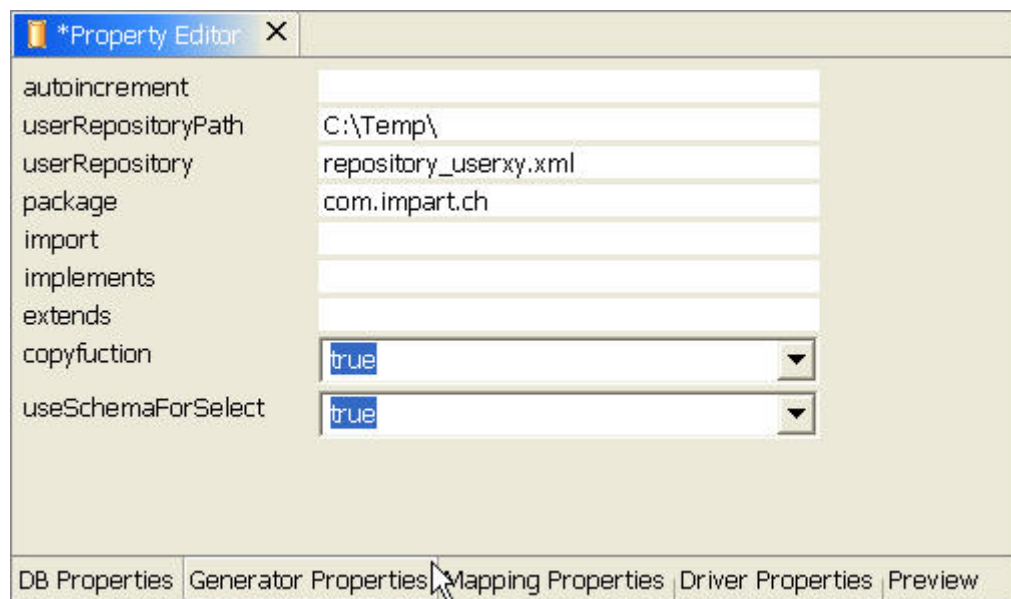 *Property Editor
autoincrement
userRepositoryPath C:\Temp\
userRepository repository_userxy.xml
package com.impart.ch
import
implements
extends
copyfuction true
useSchemaForSelect true
DB Properties Generator Properties Mapping Properties Driver Properties Preview